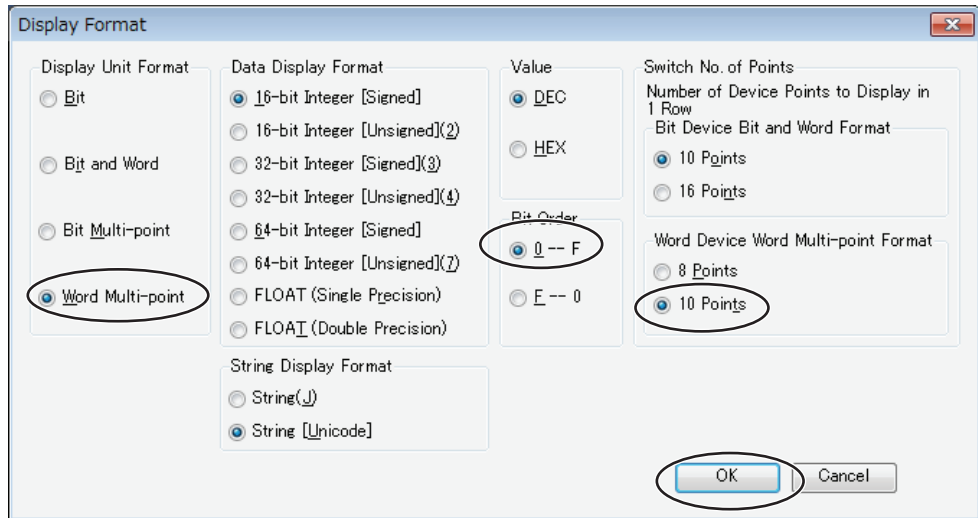 Display Format
Display Unit Format
Bit
Bit and Word
Bit Multi-point
Word Multi-point
Data Display Format
16-bit Integer [Signed]
16-bit Integer [Unsigned](2)
32-bit Integer [Signed](3)
32-bit Integer [Unsigned](4)
64-bit Integer [Signed]
64-bit Integer [Unsigned](7)
FLOAT (Single Precision)
FLOAT (Double Precision)
String Display Format
String(J)
String [Unicode]
Value
DEC
HEX
Bit Order
0 -- F
F -- 0
Switch No. of Points
Number of Device Points to Display in
1 Row
Bit Device Bit and Word Format
10 Points
16 Points
Word Device Word Multi-point Format
8 Points
10 Points
OK
Cancel